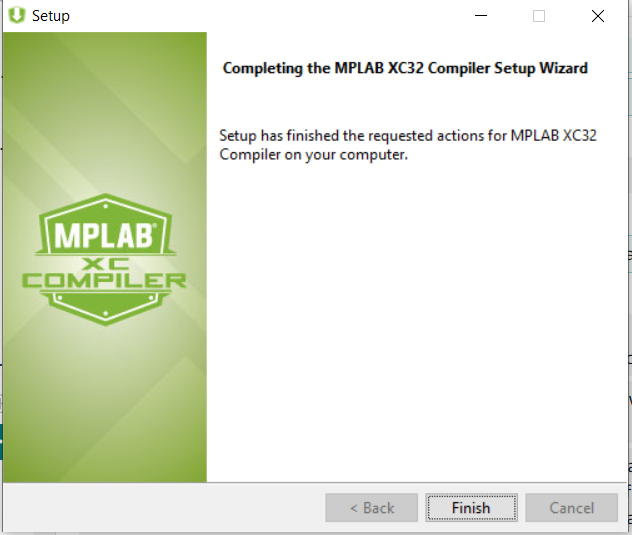 Setup
Completing the MPLAB XC32 Compiler Setup Wizard
Setup has finished the requested actions for MPLAB XC32
Compiler on your computer.
MPLAB®
XC
COMPILER
< Back
Finish
Cancel